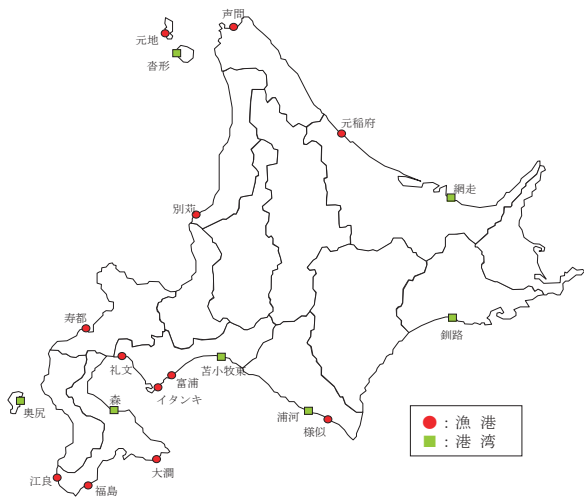 声問
元地
沓形
元稲府
網走
別苅
寿都
釧路
礼文
苫小牧東
富浦
イタンキ
奥尻
森
浦河
様似
● : 漁 港
■ : 港 湾
大澗
江良
福島